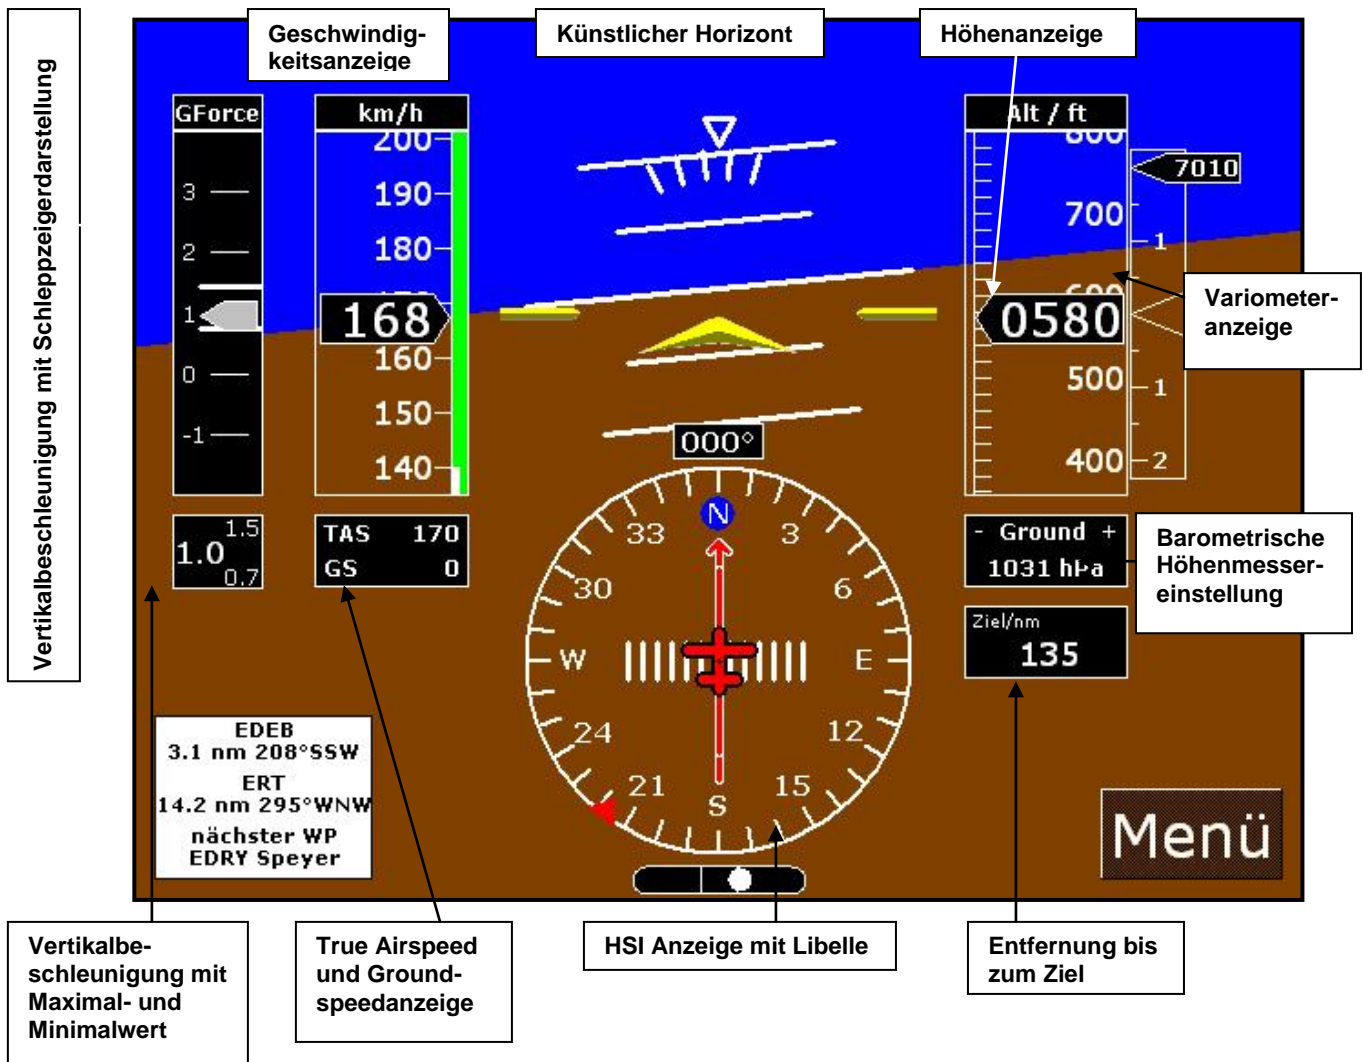 Vertikalbeschleunigung mit Schleppzeigerdarstellung
Geschwindig-
keitsanzeige
Künstlicher Horizont
Höhenanzeige
GForce
3
2
1
0
-1
1.0
1.5
0.7
km/h
200
190
180
168
160
150
140
TAS 170
GS 0
Alt / ft
800
700
600
0580
500
400
7010
1
1
2
Variometer-
anzeige
- Ground +
1031 hPa
Barometrische
Höhenmesser-
einstellung
Ziel/nm
135
000°
N
3
6
E
12
15
S
21
24
W
30
33
EDEB
3.1 nm 208°SSW
ERT
14.2 nm 295°WNW
nächster WP
EDRY Speyer
Menü
Vertikalbe-
schleunigung mit
Maximal- und
Minimalwert
True Airspeed
und Ground-
speedanzeige
HSI Anzeige mit Libelle
Entfernung bis
zum Ziel